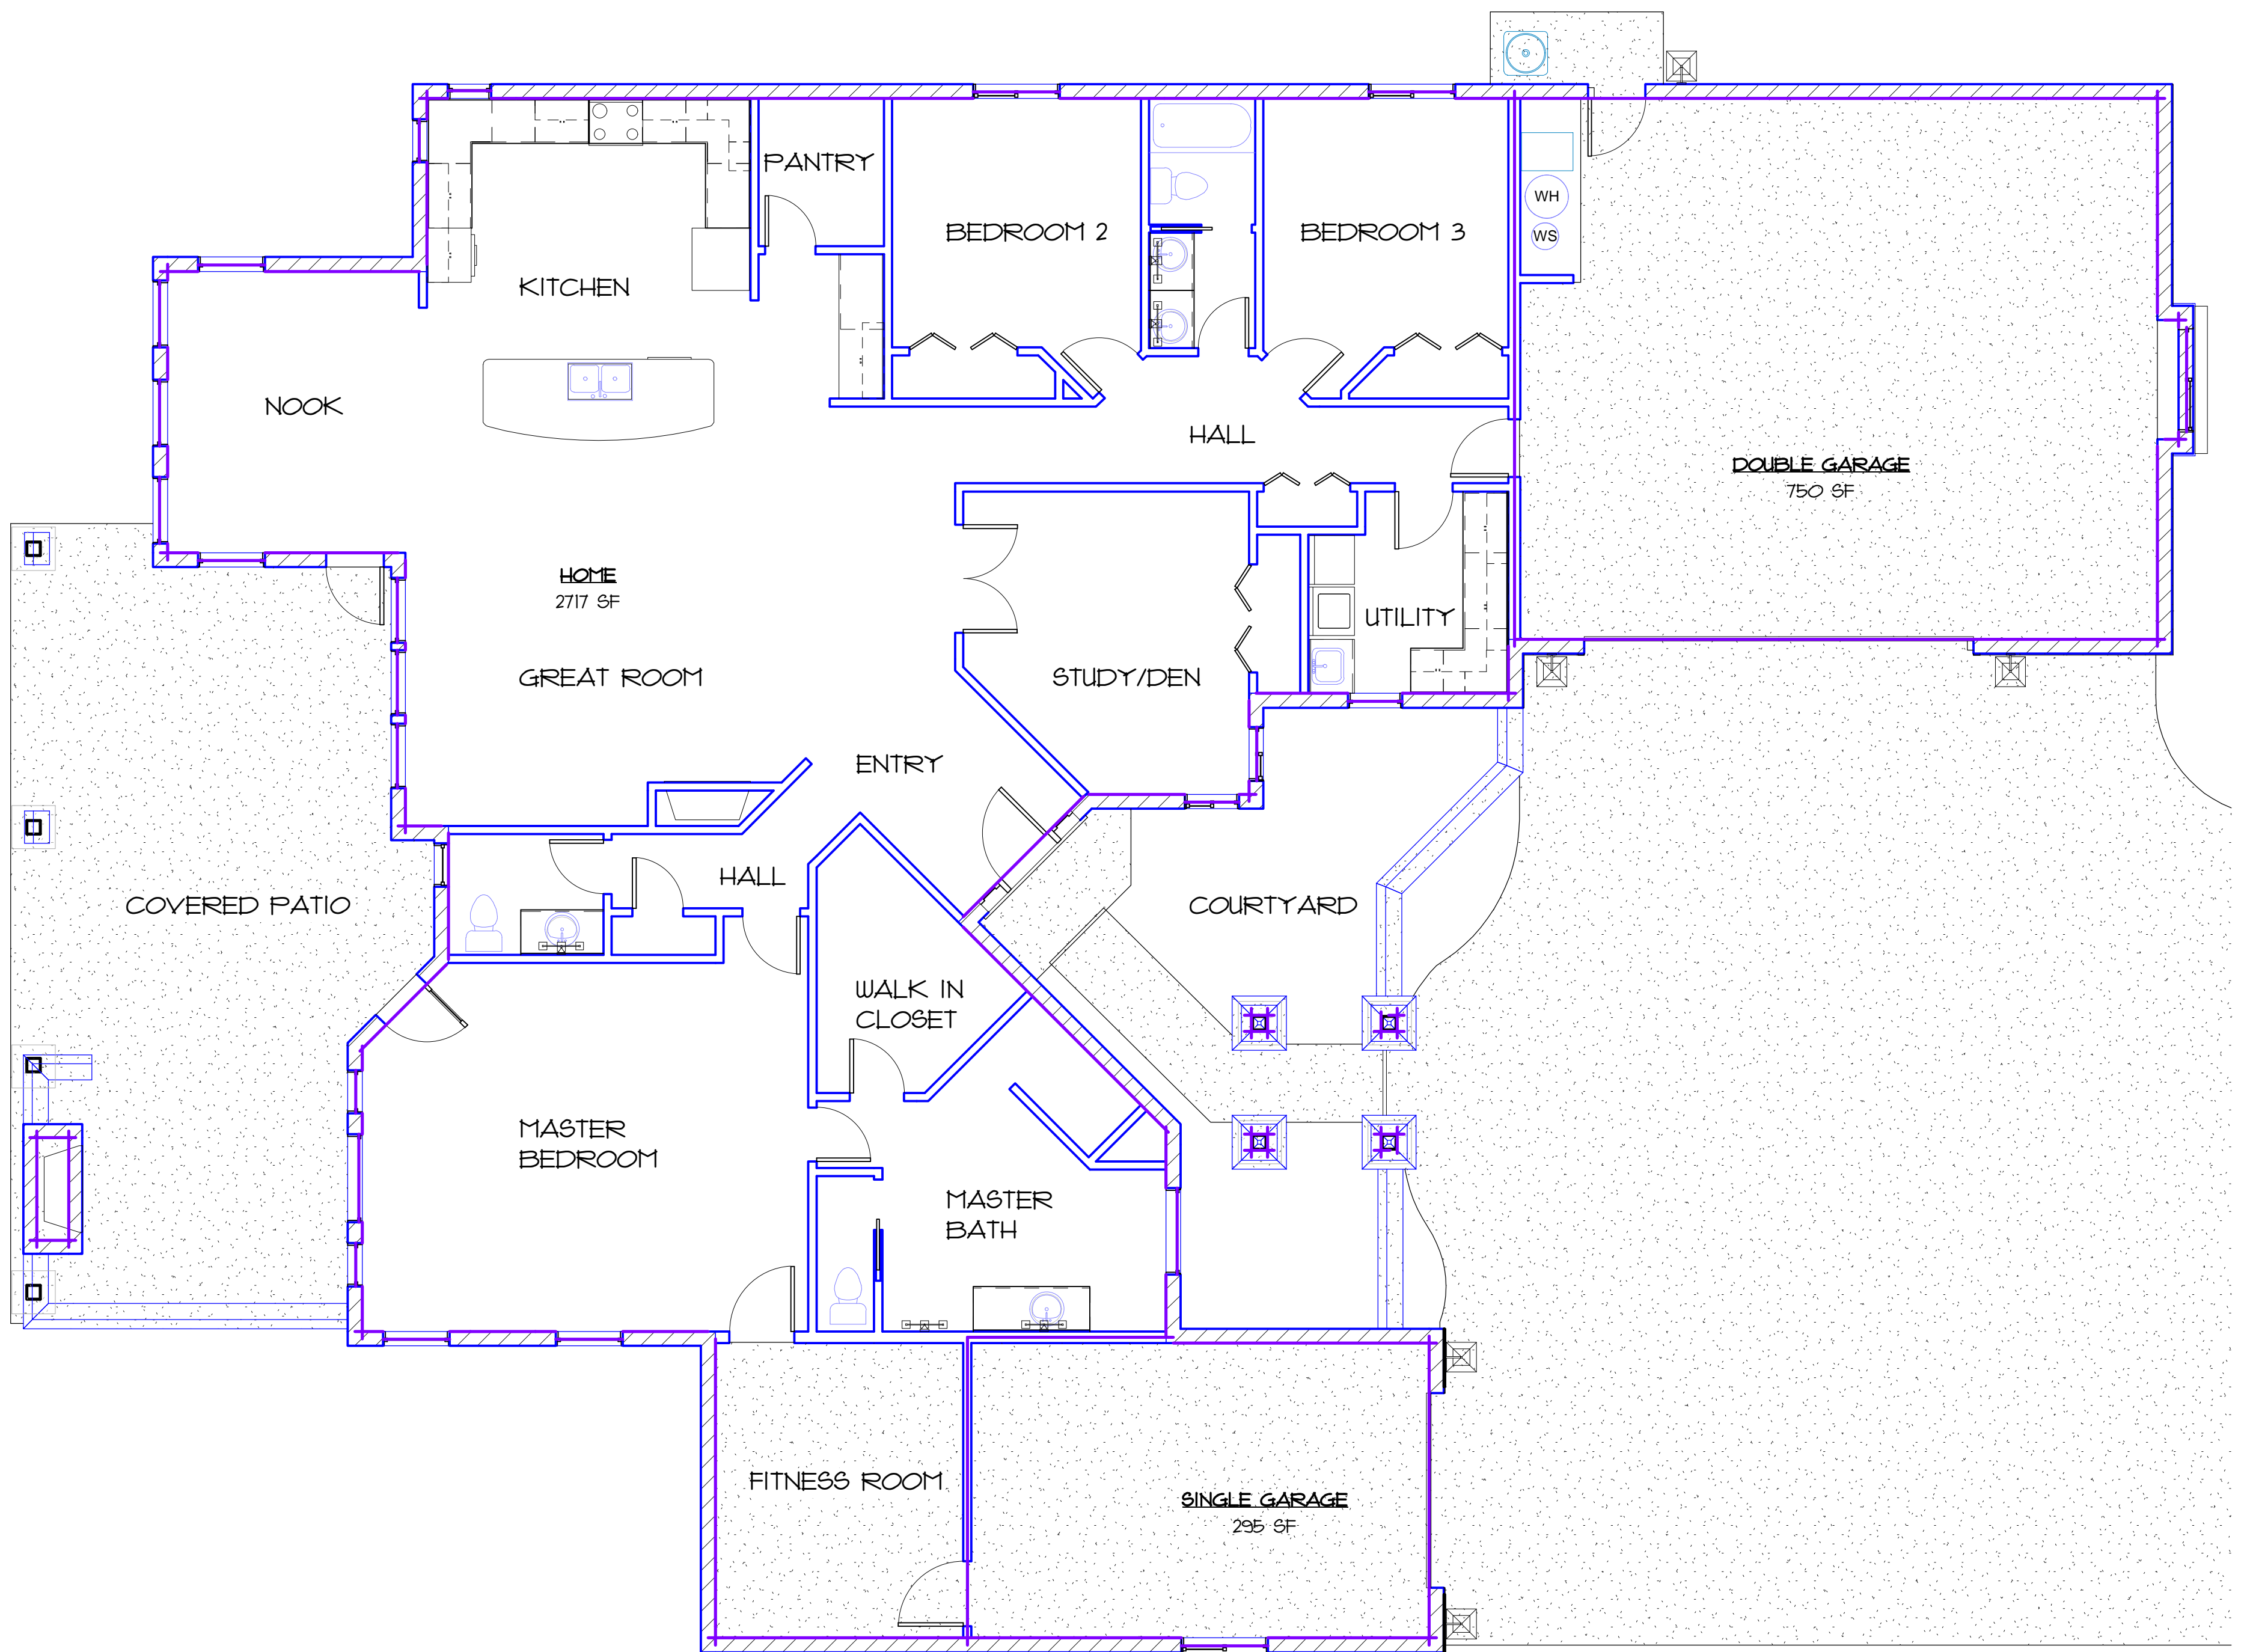 PANTRY
WH
BEDROOM 2
BEDROOM 3
WS
KITCHEN
NOOK
HALL
DOUBLE GARAGE
750 SF
HOME
2717 SF
UTILITY
GREAT ROOM
STUDY/DEN
ENTRY
HALL
COVERED PATIO
COURTYARD
WALK IN
CLOSET
MASTER
BEDROOM
MASTER
BATH
FITNESS ROOM
SINGLE GARAGE
295 SF